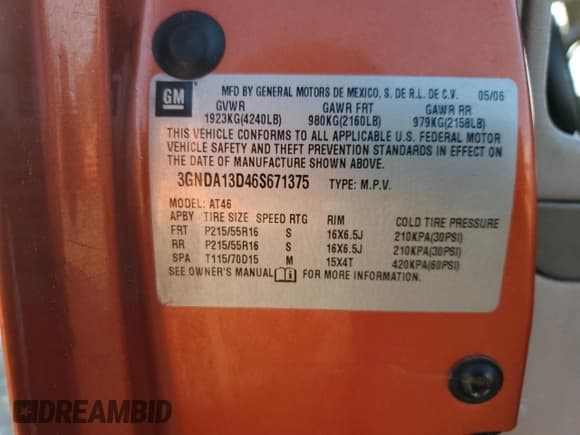 GM
MFD BY GENERAL MOTORS DE MEXICO, S. DE R.L. DE C.V. 05/06
GVWR GAWR FRT GAWR RR
1923KG(4240LB) 980KG(2160LB) 979KG(2158LB)
THIS VEHICLE CONFORMS TO ALL APPLICABLE U.S. FEDERAL MOTOR
VEHICLE SAFETY AND THEFT PREVENTION STANDARDS IN EFFECT ON
THE DATE OF MANUFACTURE SHOWN ABOVE.
3GNDA13D46S671375 TYPE: M.P.V.
MODEL: AT46
APBY TIRE SIZE SPEED RTG RIM COLD TIRE PRESSURE
FRT P215/55R16 S 16X6.5J 210KPA(30PSI)
RR P215/55R16 S 16X6.5J 210KPA(30PSI)
SPA T115/70D15 M 15X4T 420KPA(60PSI)
SEE OWNER'S MANUAL i FOR MORE INFORMATION.
DREAMBID